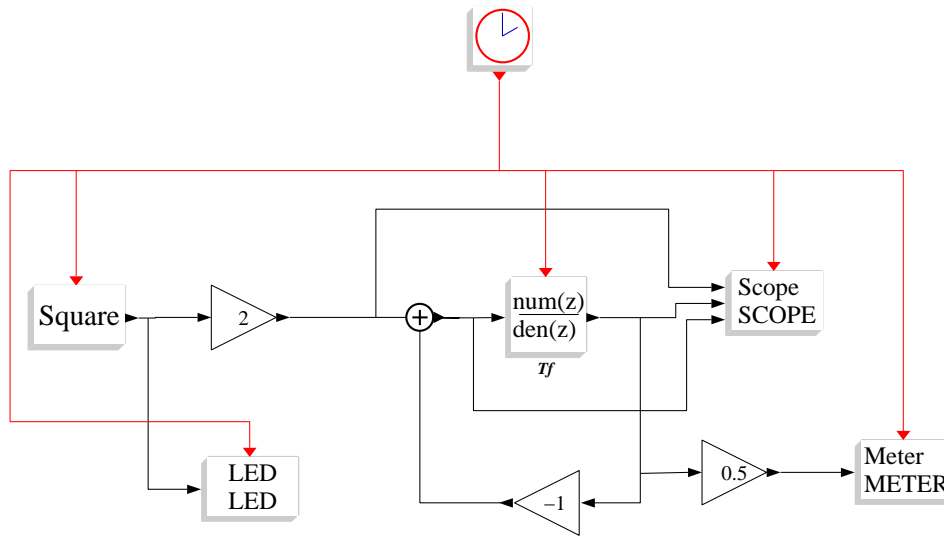 Square
2
+
num(z)
den(z)
Tf
Scope
SCOPE
LED
LED
−1
0.5
Meter
METER